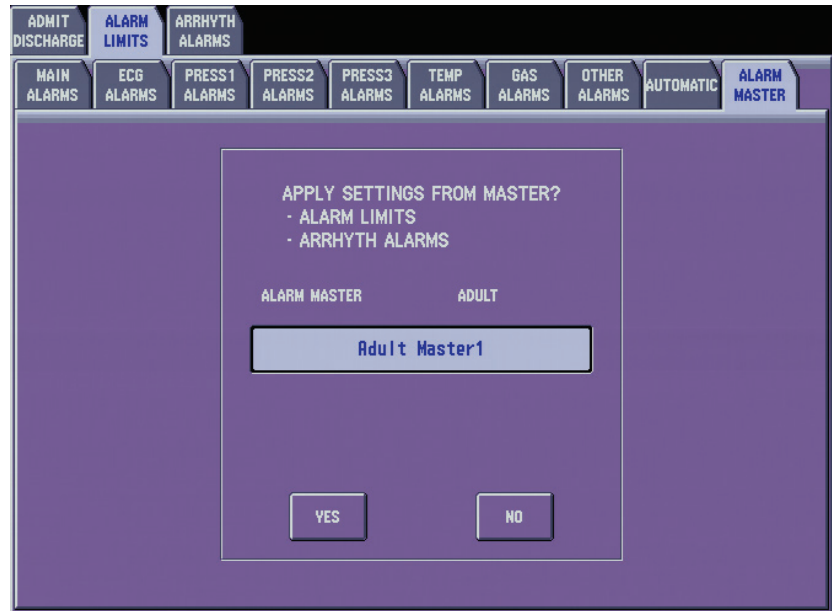 ADMIT
DISCHARGE
ALARM
LIMITS
ARRHYTH
ALARMS
MAIN
ALARMS
ECG
ALARMS
PRESS1
ALARMS
PRESS2
ALARMS
PRESS3
ALARMS
TEMP
ALARMS
GAS
ALARMS
OTHER
ALARMS
AUTOMATIC
ALARM
MASTER
APPLY SETTINGS FROM MASTER?
- ALARM LIMITS
- ARRHYTH ALARMS
ALARM MASTER ADULT
Adult Master1
YES NO